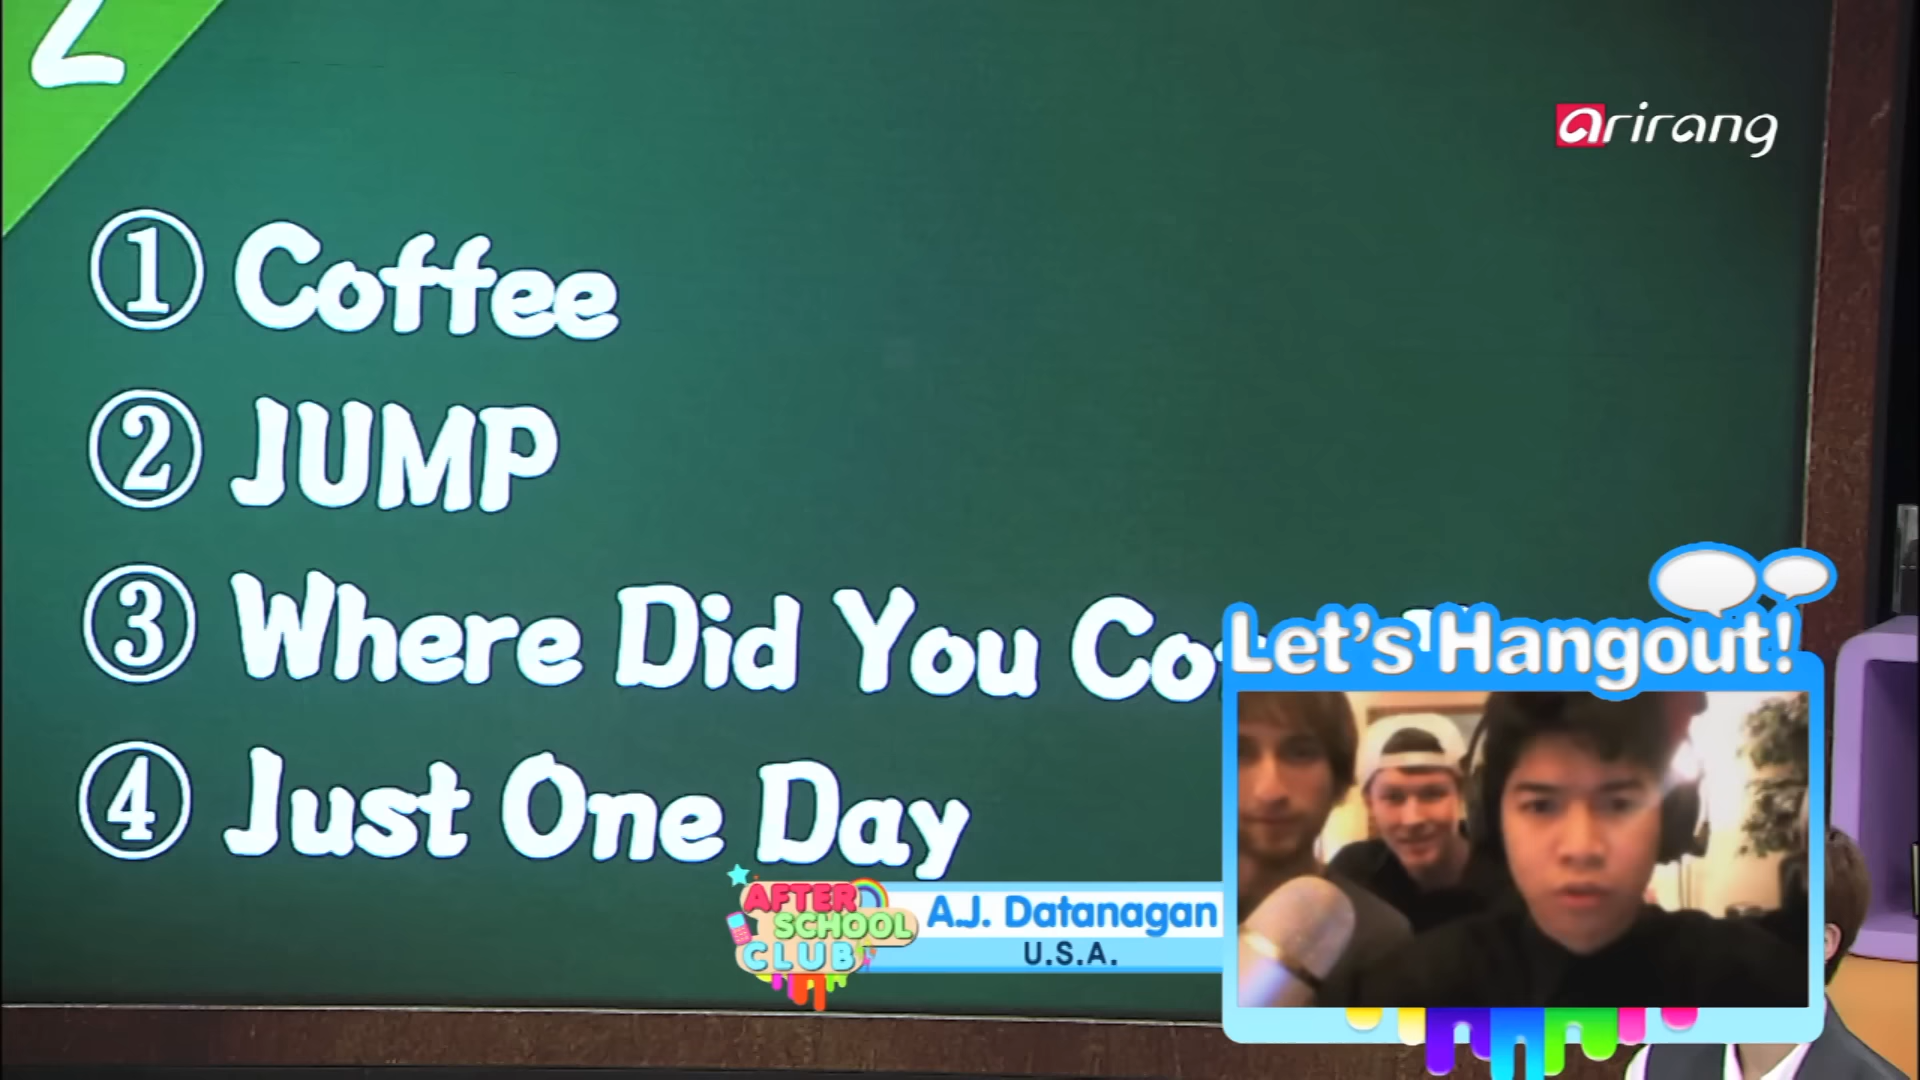 2
arirang
① Coffee
② JUMP
③ Where Did You
④ Just One Day
Let's Hangout!
AFTER SCHOOL CLUB
A.J. Datanagan
U.S.A.